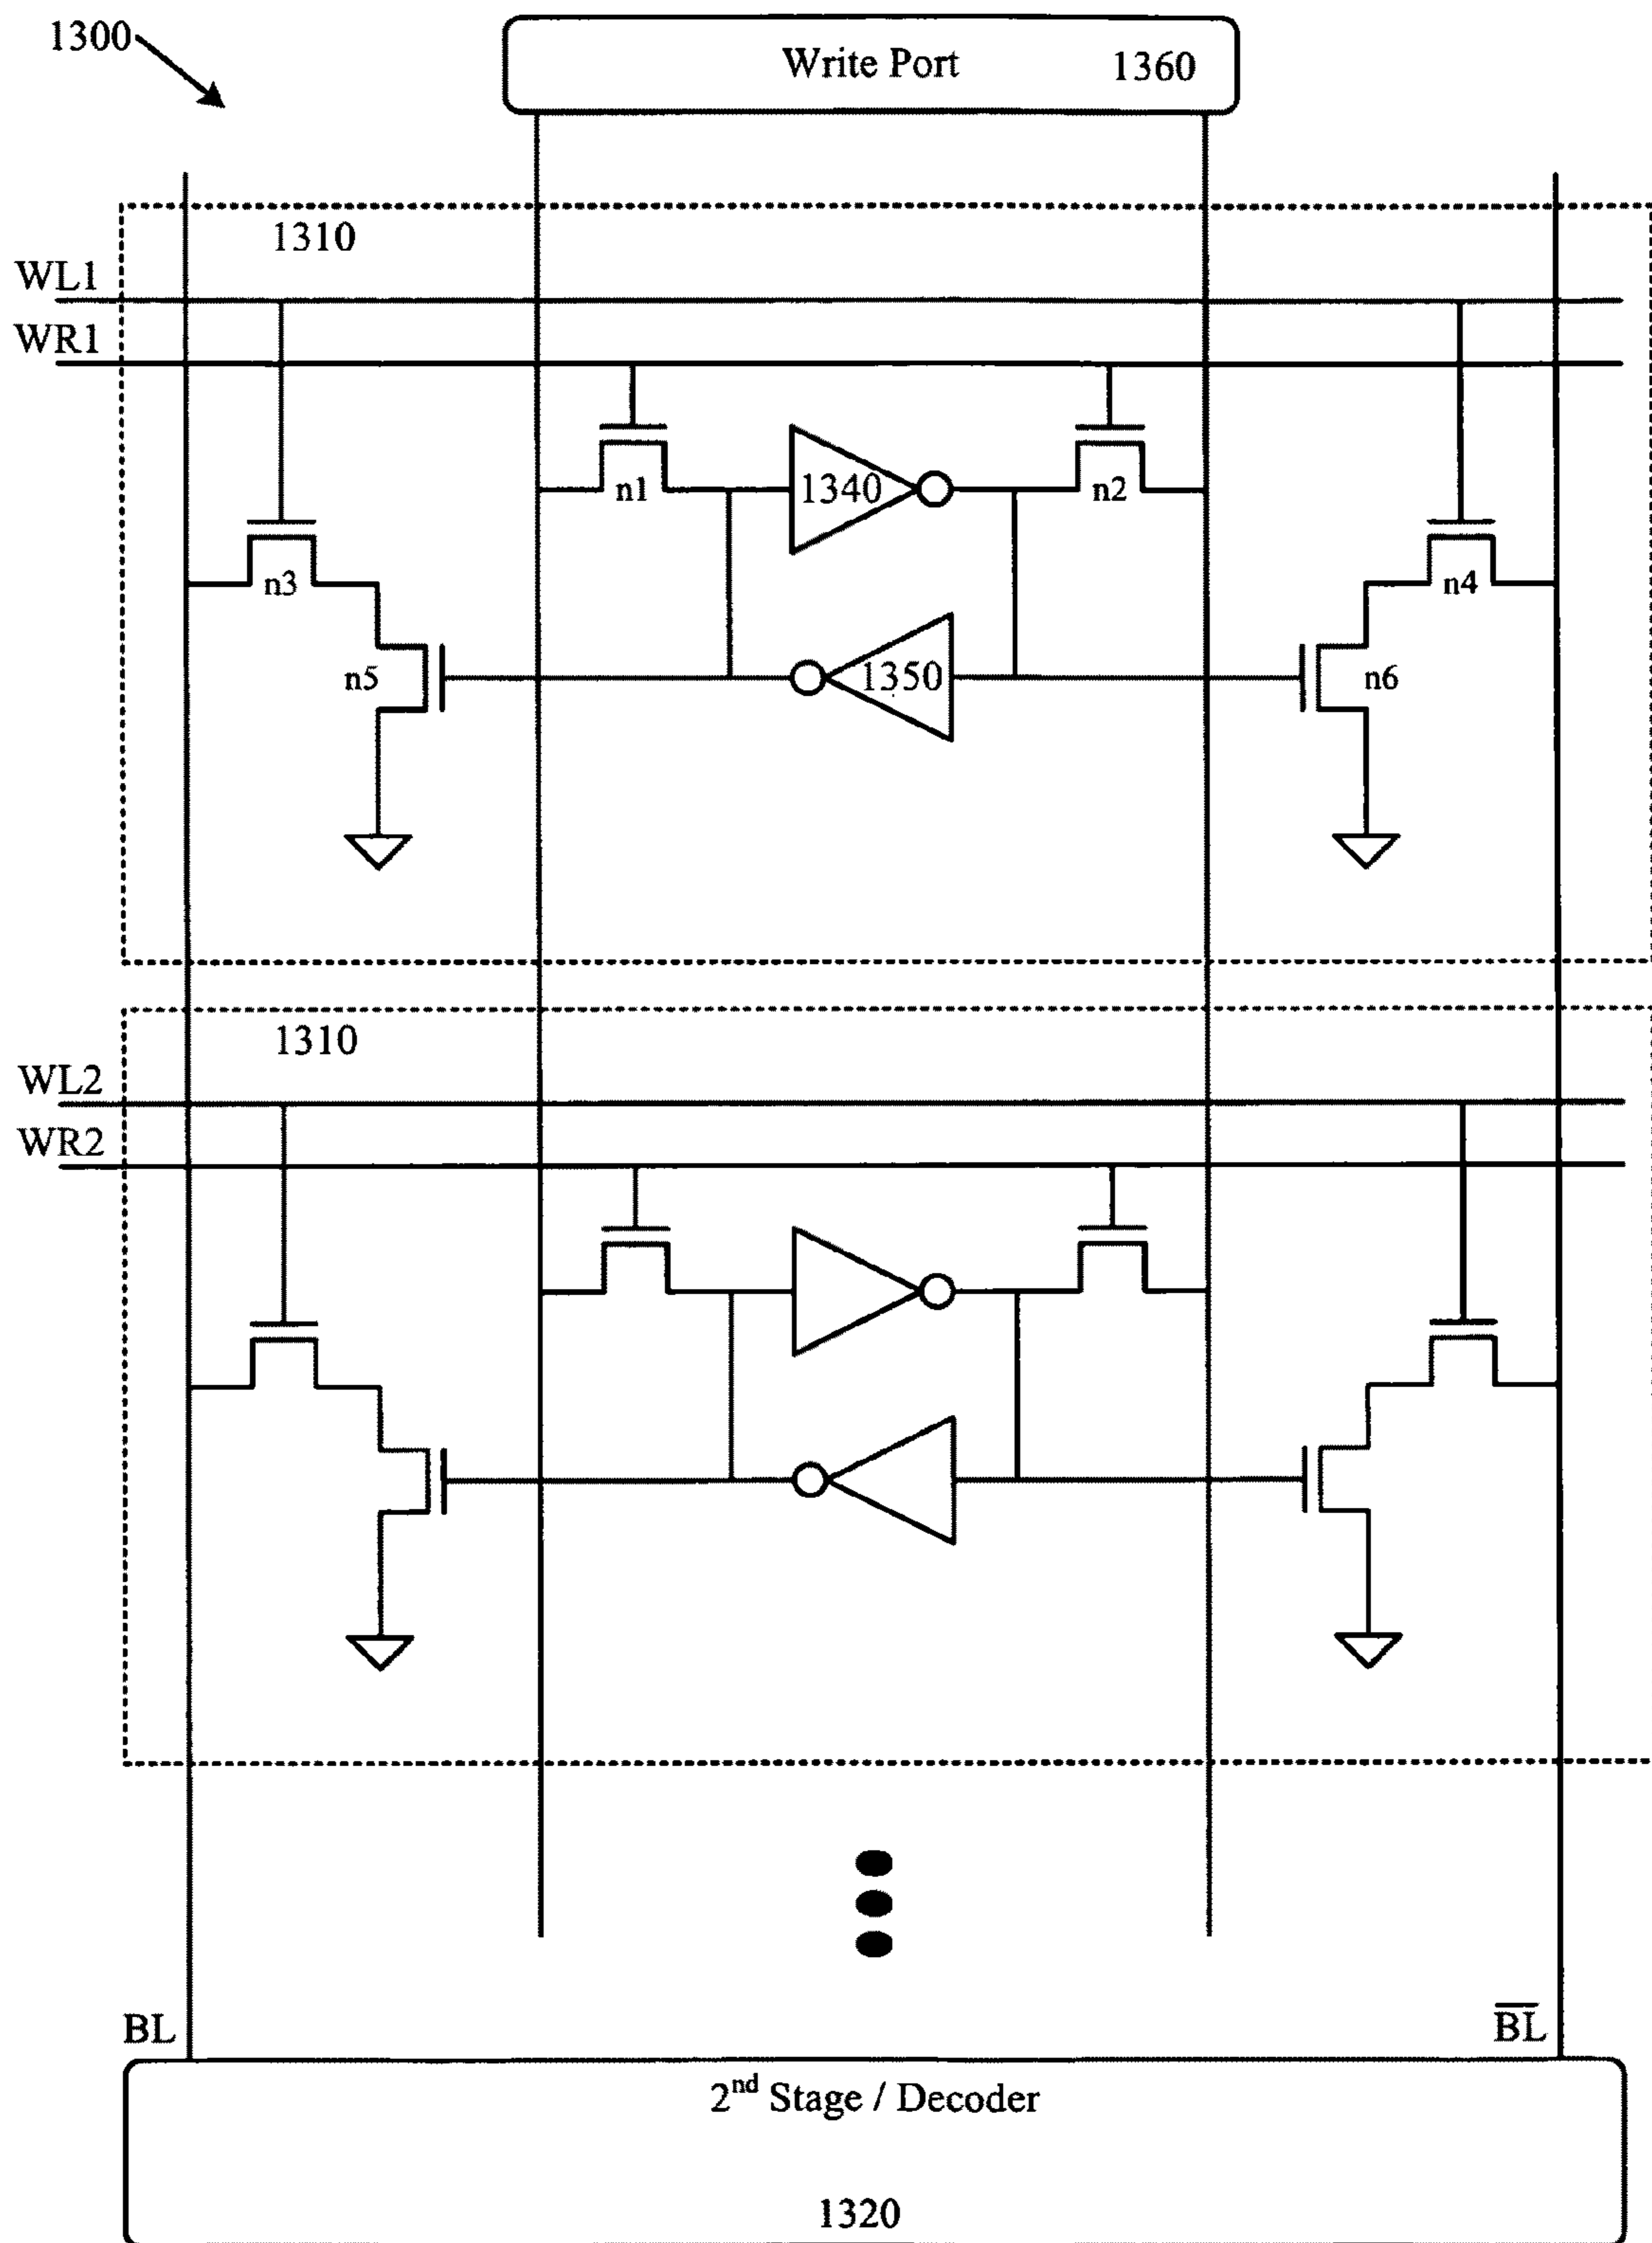 1300
Write Port 1360
1310
WL1
WR1
n1
1340
n2
n3
n4
n5
1350
n6
1310
WL2
WR2
BL
B̅L̅
2nd Stage / Decoder
1320